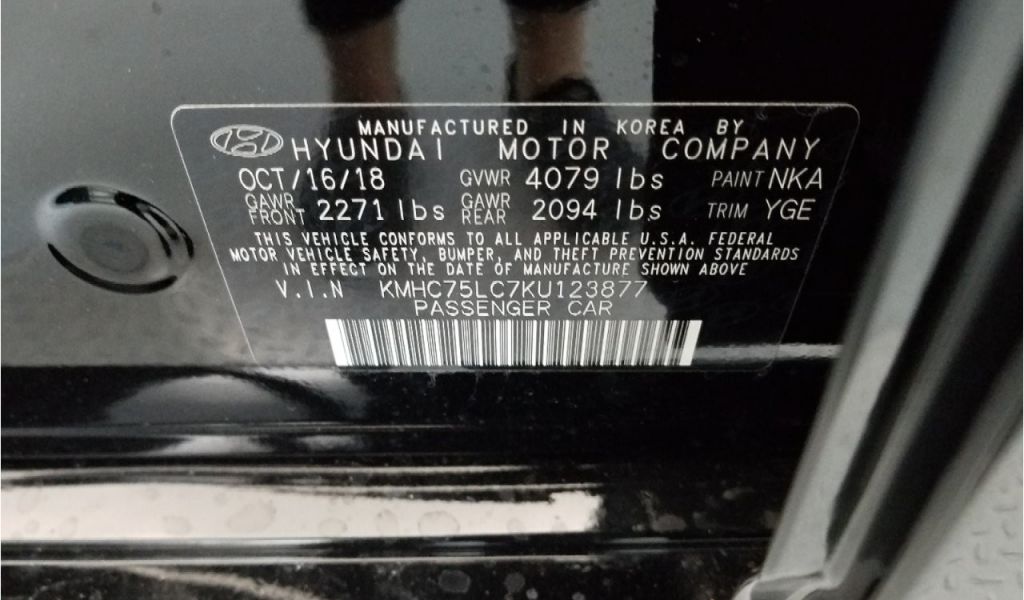 MANUFACTURED IN KOREA BY
HYUNDAI MOTOR COMPANY
OCT/16/18 GVWR 4079 lbs PAINT NKA
GAWR FRONT 2271 lbs GAWR REAR 2094 lbs TRIM YGE
THIS VEHICLE CONFORMS TO ALL APPLICABLE U.S.A. FEDERAL
MOTOR VEHICLE SAFETY, BUMPER, AND THEFT PREVENTION STANDARDS
IN EFFECT ON THE DATE OF MANUFACTURE SHOWN ABOVE
V.I.N KMHC75LC7KU123877
PASSENGER CAR